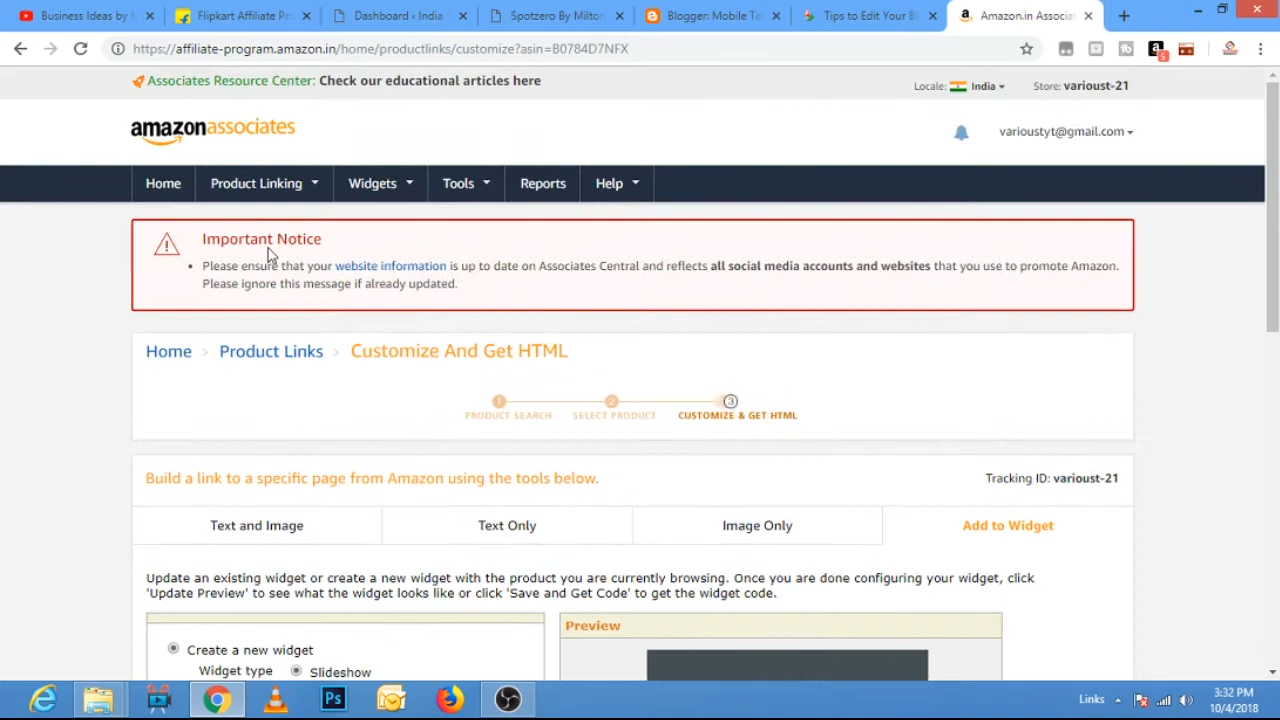 Business Ideas by M
Flipkart Affiliate Pro
Dashboard ‹ India
Spotzero By Milton
Blogger: Mobile Te
Tips to Edit Your Bl
Amazon.in Associa
https://affiliate-program.amazon.in/home/productlinks/customize?asin=B0784D7NFX
Associates Resource Center: Check our educational articles here
Locale: India
Store: varioust-21
amazonassociates
varioustyt@gmail.com
Home Product Linking Widgets Tools Reports Help
Important Notice
• Please ensure that your website information is up to date on Associates Central and reflects all social media accounts and websites that you use to promote Amazon.
Please ignore this message if already updated.
Home › Product Links › Customize And Get HTML
1 2 3
PRODUCT SEARCH SELECT PRODUCT CUSTOMIZE & GET HTML
Build a link to a specific page from Amazon using the tools below.
Tracking ID: varioust-21
Text and Image Text Only Image Only Add to Widget
Update an existing widget or create a new widget with the product you are currently browsing. Once you are done configuring your widget, click
'Update Preview' to see what the widget looks like or click 'Save and Get Code' to get the widget code.
Create a new widget
Widget type Slideshow
Preview
Ps
Links
3:32 PM
10/4/2018